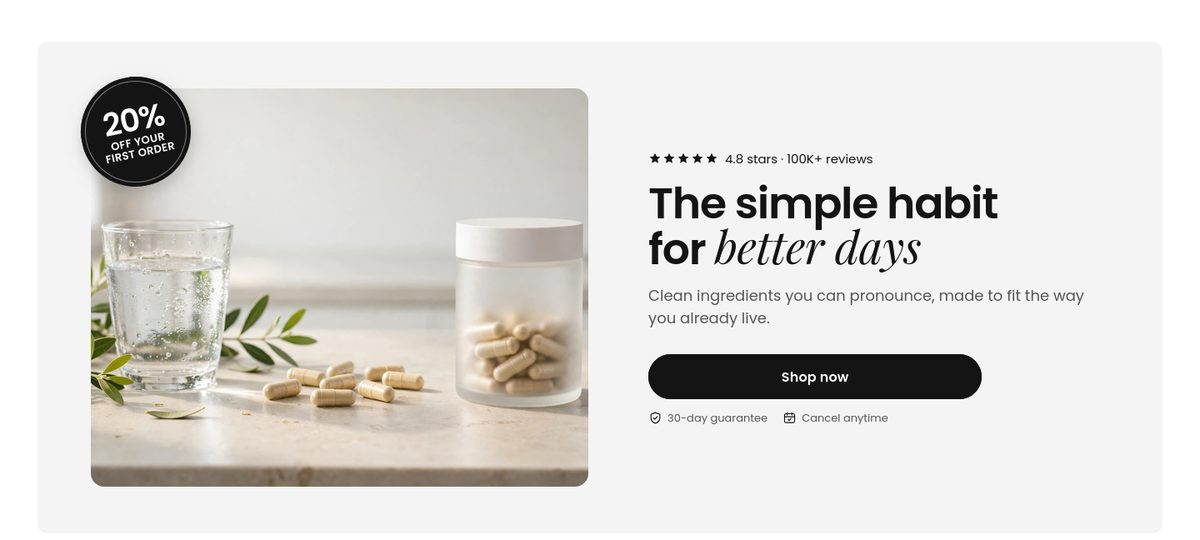 20%
OFF YOUR
FIRST ORDER
4.8 stars · 100K+ reviews
The simple habit
for better days
Clean ingredients you can pronounce, made to fit the way
you already live.
Shop now
30-day guarantee
Cancel anytime